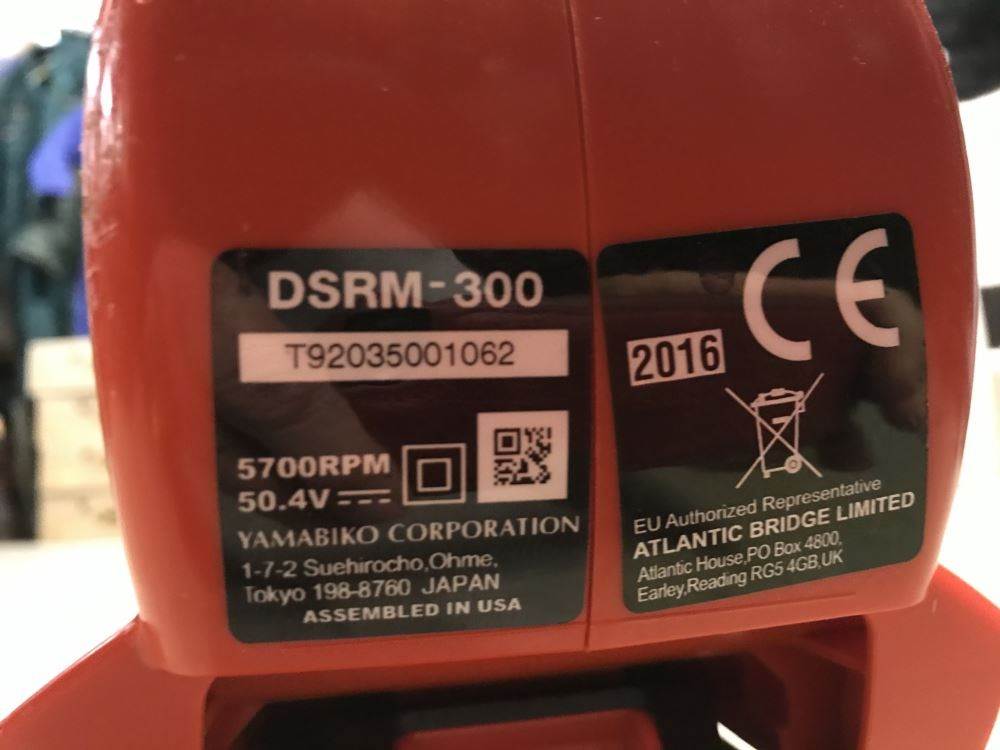 DSRM-300
T92035001062
5700RPM
50.4V
YAMABIKO CORPORATION
1-7-2 Suehirocho,Ohme,
Tokyo 198-8760 JAPAN
ASSEMBLED IN USA
CE
2016
EU Authorized Representative
ATLANTIC BRIDGE LIMITED
Atlantic House,PO Box 4800,
Earley,Reading RG5 4GB,UK